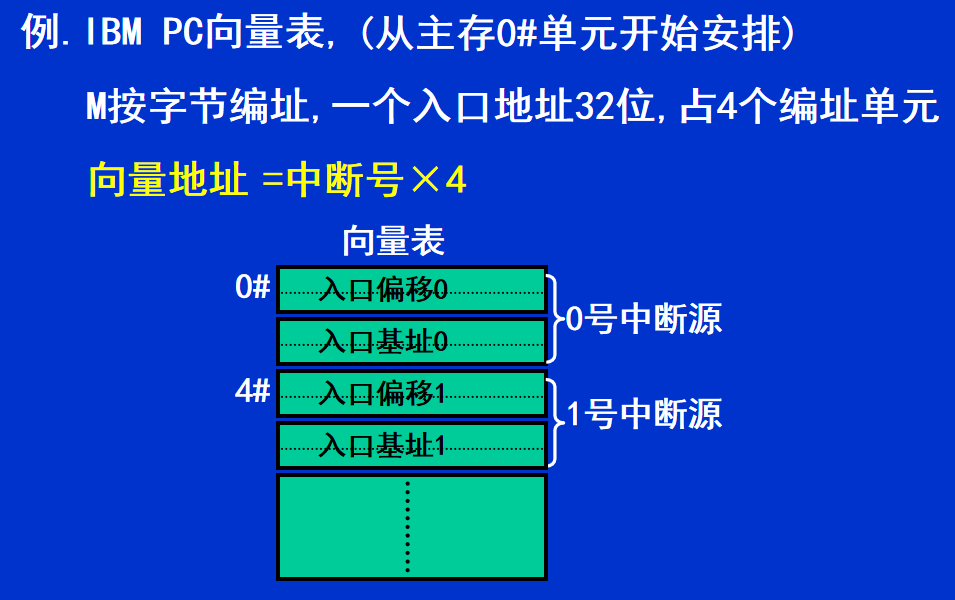 例.IBM PC向量表,(从主存0#单元开始安排)
M按字节编址,一个入口地址32位,占4个编址单元
向量地址 =中断号×4
向量表
0#
入口偏移0
入口基址0
0号中断源
4#
入口偏移1
入口基址1
1号中断源